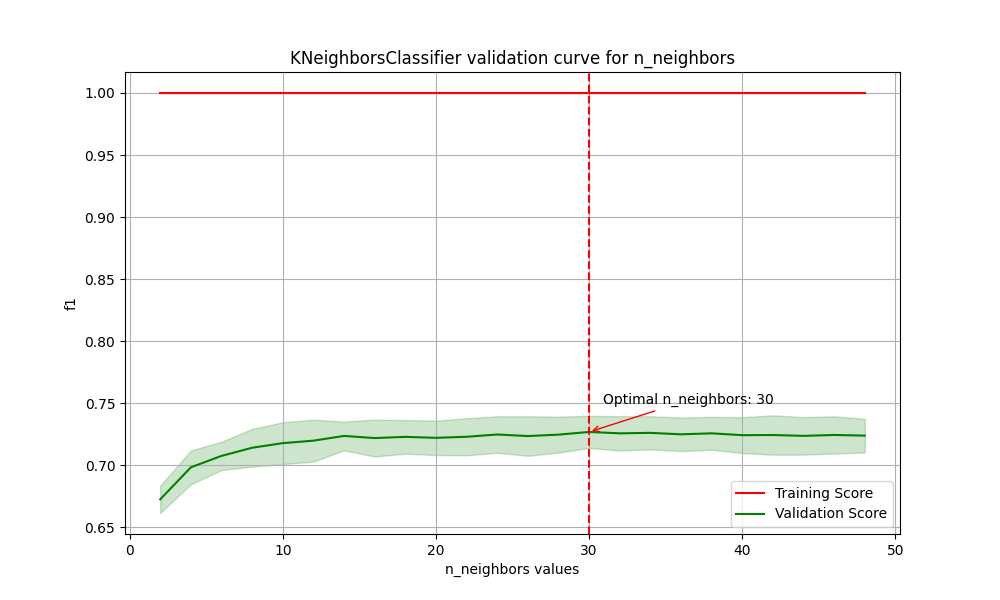 KNeighborsClassifier validation curve for n_neighbors
1.00
0.95
0.90
0.85
0.80
0.75
0.70
0.65
f1
Optimal n_neighbors: 30
Training Score
Validation Score
0 10 20 30 40 50
n_neighbors values